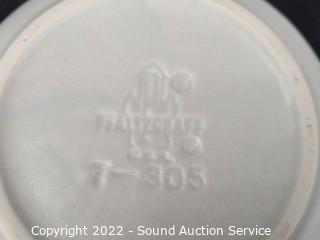 PFALTZGRAFF
U.S.A.
7-305
Copyright 2022 - Sound Auction Service